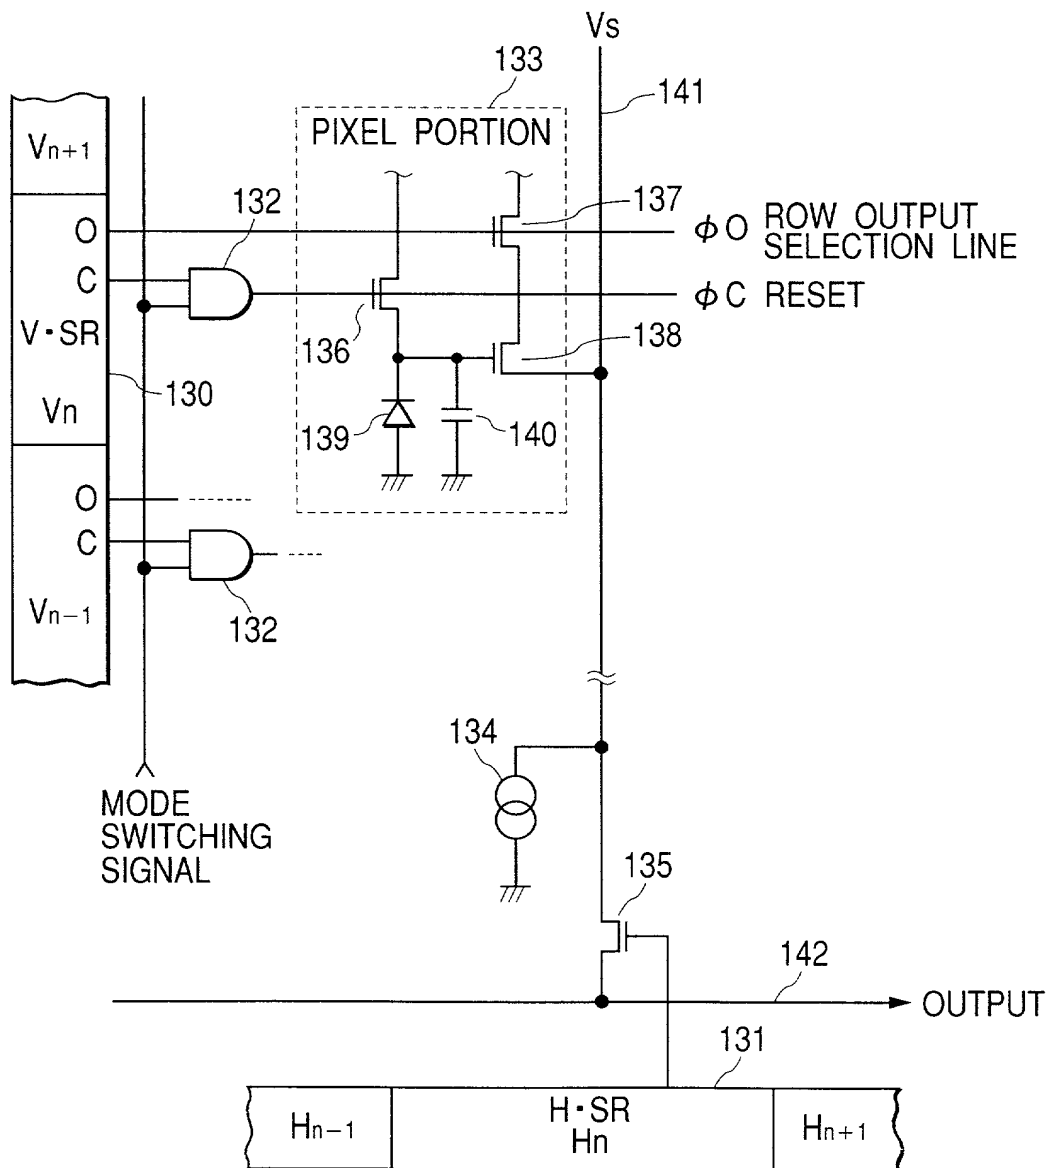 Vs
133
141
PIXEL PORTION
Vn+1
132
137
O
φO ROW OUTPUT
SELECTION LINE
C
φC RESET
V·SR
136
138
130
Vn
139
140
O
C
Vn-1
132
134
MODE
SWITCHING
SIGNAL
135
142
OUTPUT
131
Hn-1
H·SR
Hn
Hn+1